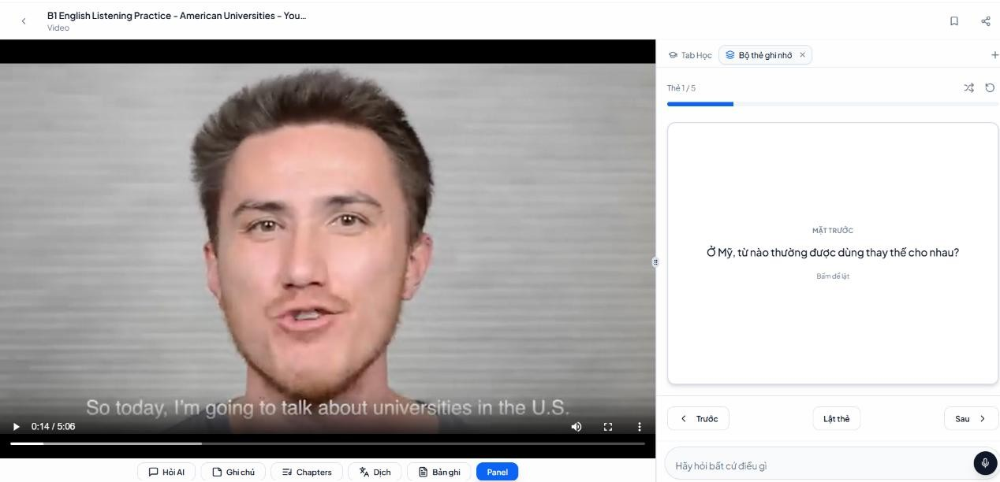 B1 English Listening Practice - American Universities - You...
Video
Tab Học
Bộ thẻ ghi nhớ
Thẻ 1 / 5
MẶT TRƯỚC
Ở Mỹ, từ nào thường được dùng thay thế cho nhau?
Bấm để lật
So today, I'm going to talk about universities in the U.S.
0:14 / 5:06
Trước
Lật thẻ
Sau
Hỏi AI
Ghi chú
Chapters
Dịch
Bản ghi
Panel
Hãy hỏi bất cứ điều gì